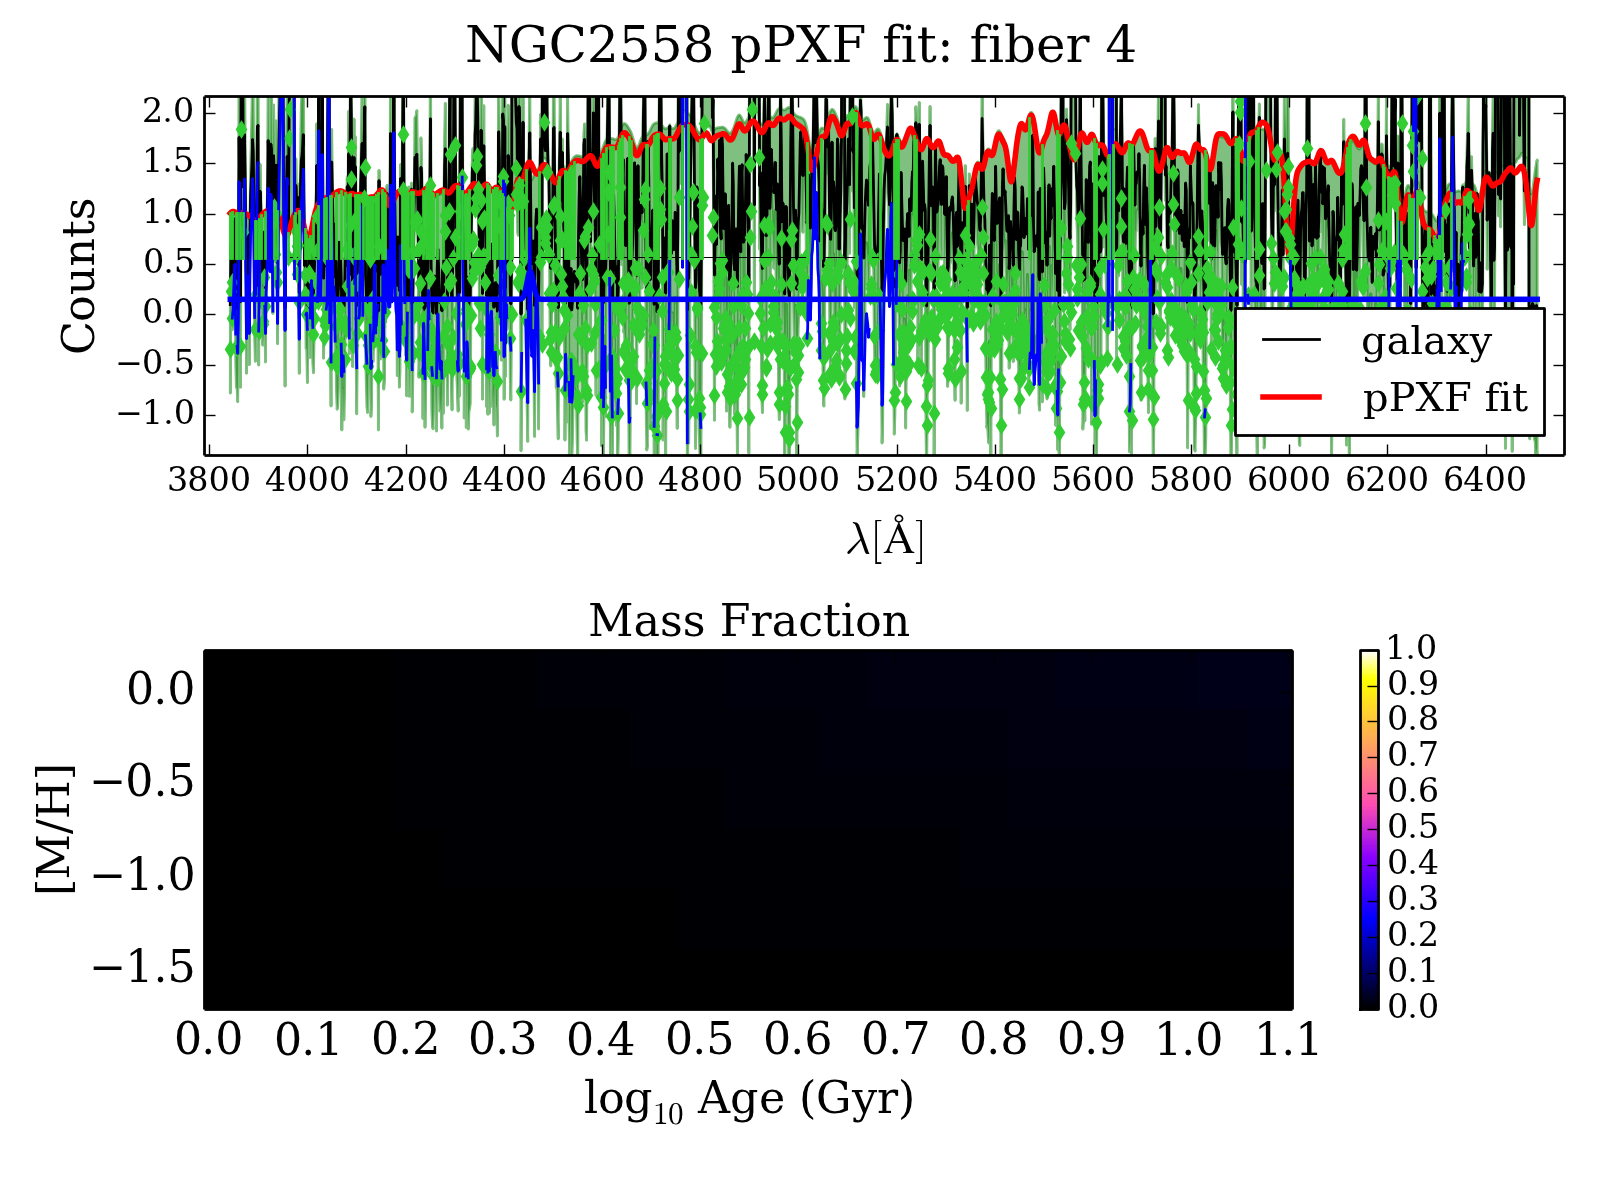 NGC2558 pPXF fit: fiber 4
2.0
1.5
1.0
0.5
0.0
−0.5
−1.0
Counts
galaxy
pPXF fit
3800 4000 4200 4400 4600 4800 5000 5200 5400 5600 5800 6000 6200 6400
λ[Å]
Mass Fraction
0.0
−0.5
−1.0
−1.5
[M/H]
0.0 0.1 0.2 0.3 0.4 0.5 0.6 0.7 0.8 0.9 1.0 1.1
log₁₀ Age (Gyr)
1.0
0.9
0.8
0.7
0.6
0.5
0.4
0.3
0.2
0.1
0.0